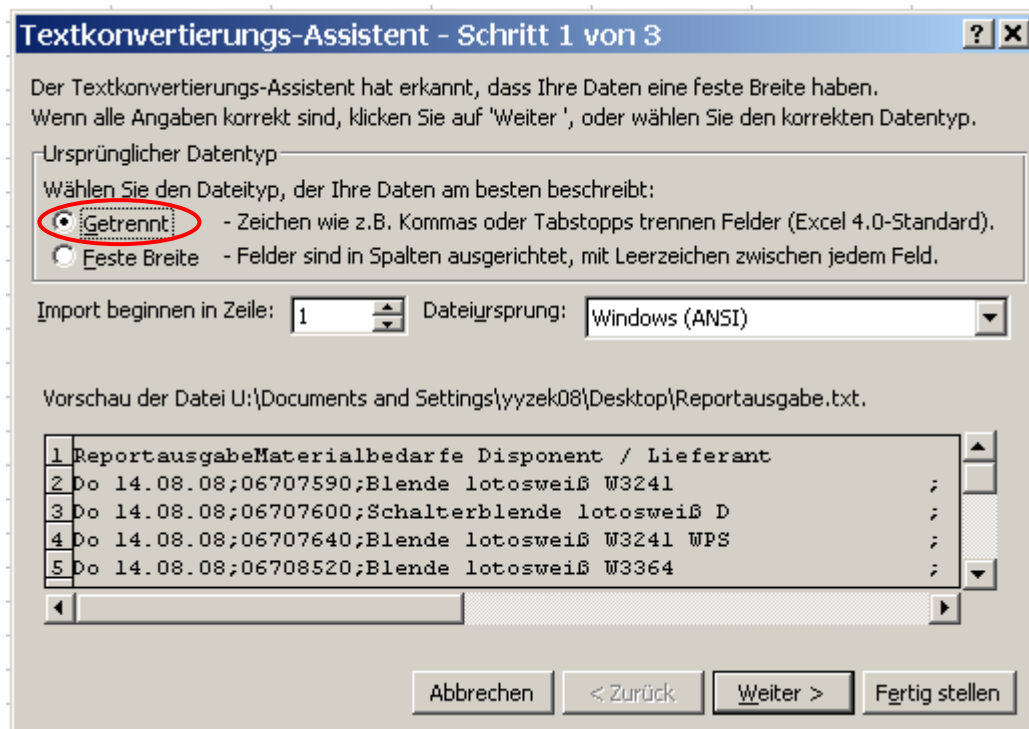 Textkonvertierungs-Assistent - Schritt 1 von 3
Der Textkonvertierungs-Assistent hat erkannt, dass Ihre Daten eine feste Breite haben.
Wenn alle Angaben korrekt sind, klicken Sie auf 'Weiter ', oder wählen Sie den korrekten Datentyp.
Ursprünglicher Datentyp
Wählen Sie den Dateityp, der Ihre Daten am besten beschreibt:
Getrennt - Zeichen wie z.B. Kommas oder Tabstopps trennen Felder (Excel 4.0-Standard).
Feste Breite - Felder sind in Spalten ausgerichtet, mit Leerzeichen zwischen jedem Feld.
Import beginnen in Zeile: 1 Dateiursprung: Windows (ANSI)
Vorschau der Datei U:\Documents and Settings\yyzek08\Desktop\Reportausgabe.txt.
1 ReportausgabeMaterialbedarfe Disponent / Lieferant
2 Do 14.08.08;06707590;Blende lotosweiß W3241 ;
3 Do 14.08.08;06707600;Schalterblende lotosweiß D ;
4 Do 14.08.08;06707640;Blende lotosweiß W3241 WPS ;
5 Do 14.08.08;06708520;Blende lotosweiß W3364 ;
Abbrechen < Zurück Weiter > Fertig stellen